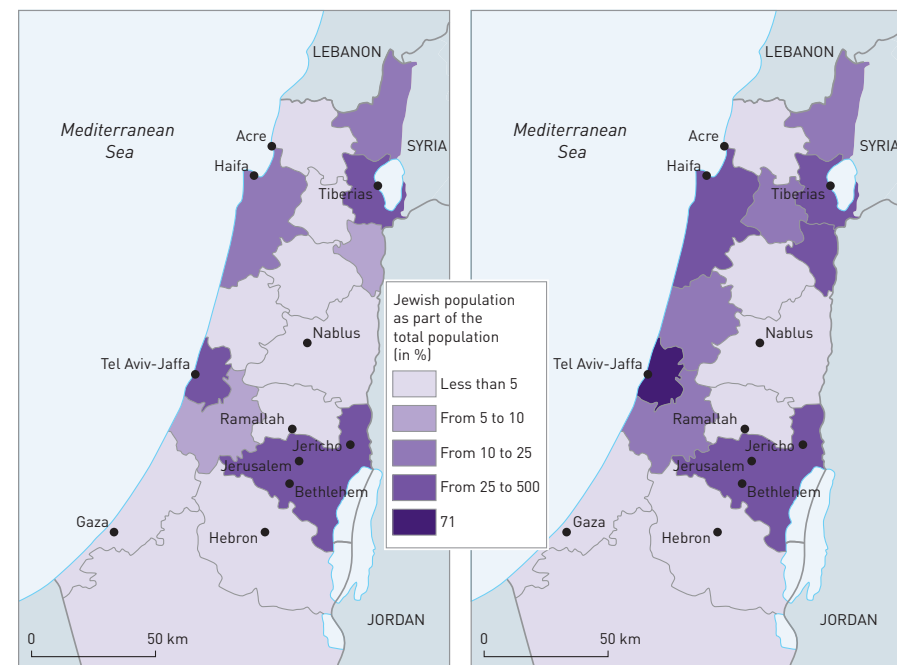 LEBANON
Mediterranean
Sea
Acre
SYRIA
Haifa
Tiberias
Nablus
Tel Aviv-Jaffa
Ramallah
Jericho
Jerusalem
Bethlehem
Gaza
Hebron
JORDAN
0
50 km
Jewish population
as part of the
total population
(in %)
Less than 5
From 5 to 10
From 10 to 25
From 25 to 500
71
LEBANON
Mediterranean
Sea
Acre
SYRIA
Haifa
Tiberias
Nablus
Tel Aviv-Jaffa
Ramallah
Jericho
Jerusalem
Bethlehem
Gaza
Hebron
JORDAN
0
50 km